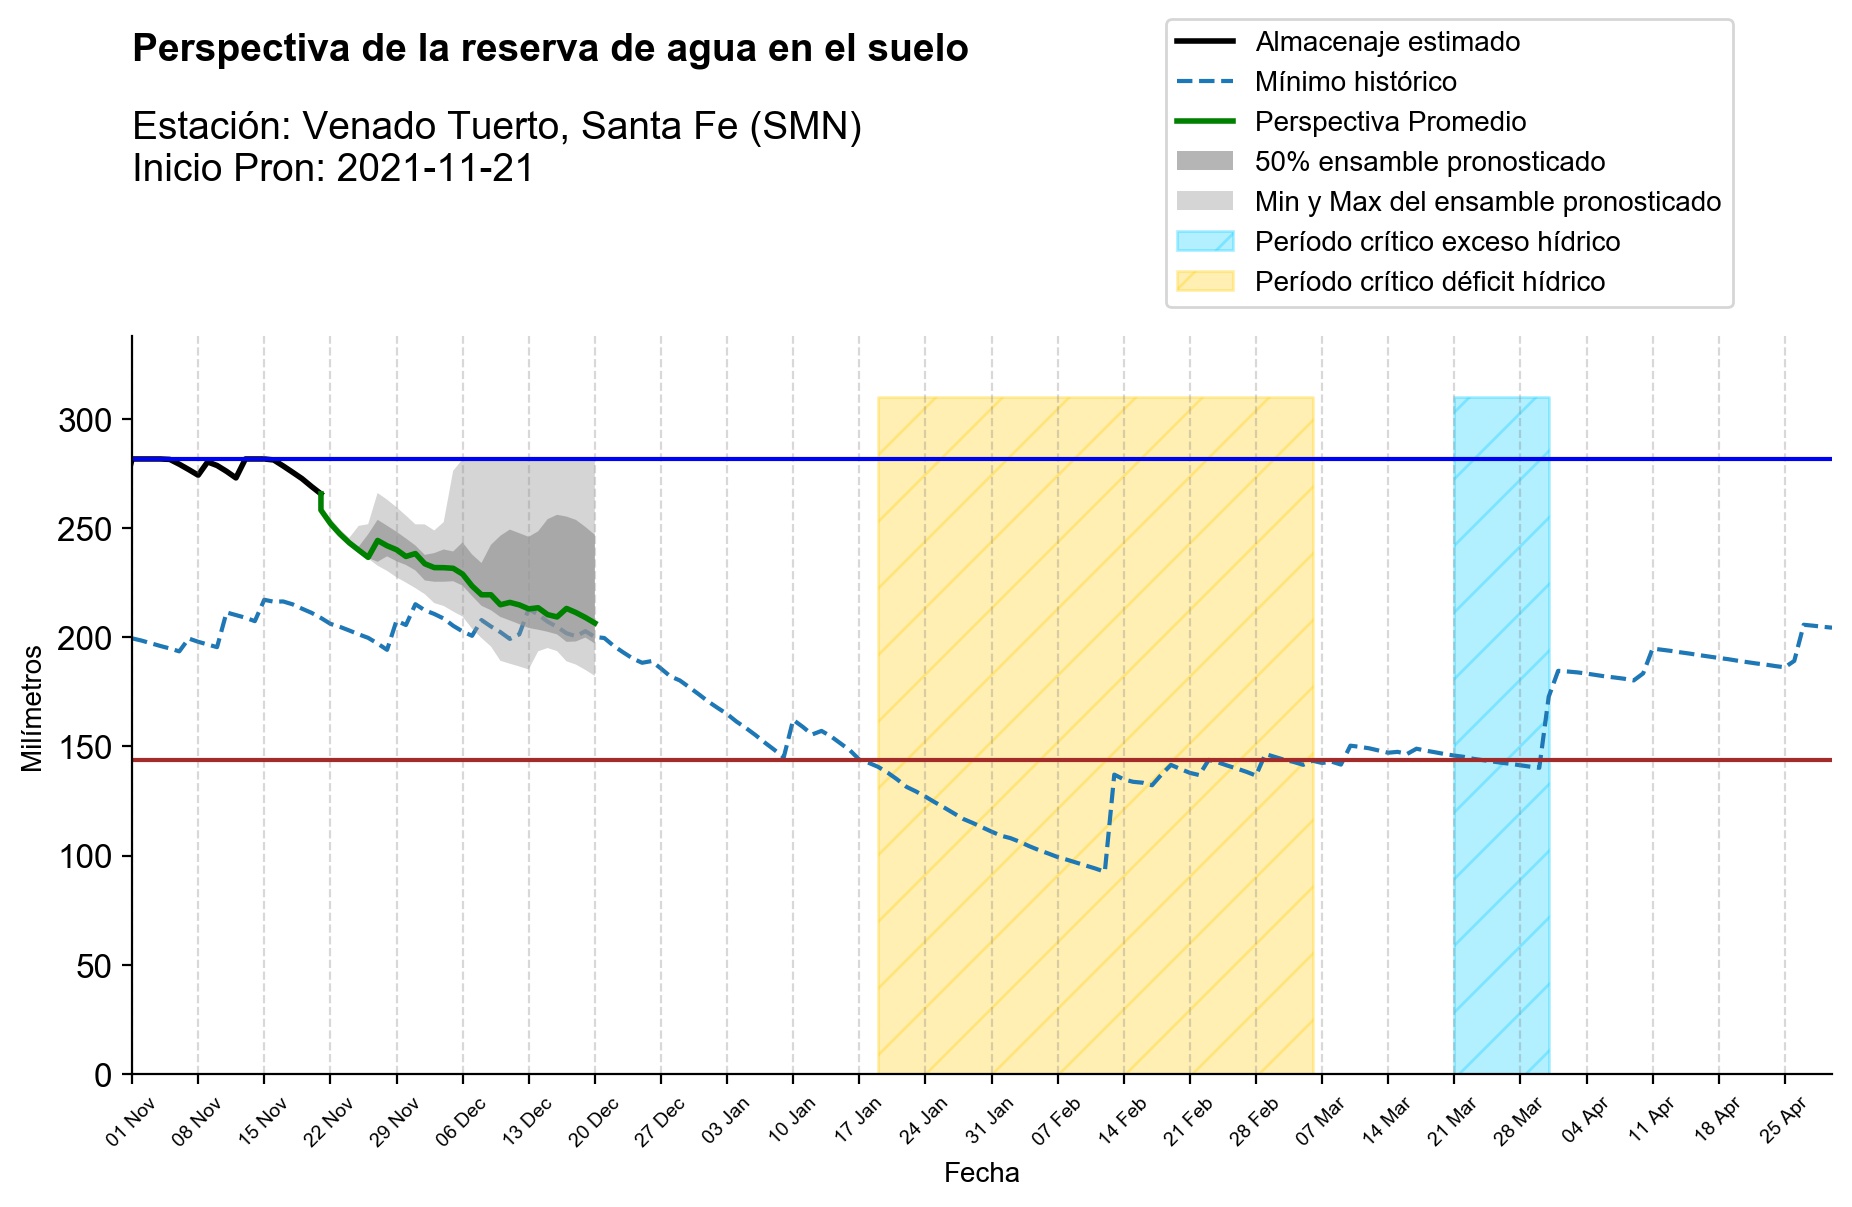 Perspectiva de la reserva de agua en el suelo
Estación: Venado Tuerto, Santa Fe (SMN)
Inicio Pron: 2021-11-21
Almacenaje estimado
Mínimo histórico
Perspectiva Promedio
50% ensamble pronosticado
Min y Max del ensamble pronosticado
Período crítico exceso hídrico
Período crítico déficit hídrico
Milímetros
300
250
200
150
100
50
0
01 Nov
08 Nov
15 Nov
22 Nov
29 Nov
06 Dec
13 Dec
20 Dec
27 Dec
03 Jan
10 Jan
17 Jan
24 Jan
31 Jan
07 Feb
14 Feb
21 Feb
28 Feb
07 Mar
14 Mar
21 Mar
28 Mar
04 Apr
11 Apr
18 Apr
25 Apr
Fecha